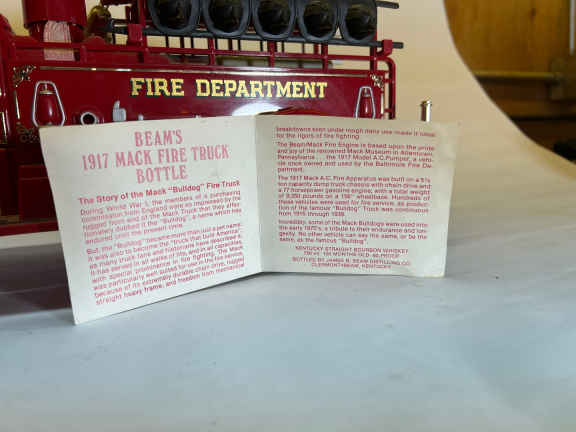 FIRE DEPARTMENT
BEAM'S
1917 MACK FIRE TRUCK
BOTTLE
The Story of the Mack "Bulldog" Fire Truck
During World War I, the members of a purchasing
commission from England were so impressed by the
rugged front end of the Mack Truck that they affec-
tionately dubbed it the "Bulldog", a name which has
endured until the present time.
But, the "Bulldog" became more than just a pet name:
It was also to become the "truck that built America",
as many truck fans and historians have described it.
It has served in all walks of life, and in all capacities,
with special prominence in fire fighting. The Mack
was particularly well suited for use in the fire service,
because of its extremely durable chain drive, rugged
straight heavy frame, and freedom from mechanical
breakdowns even under rough daily use made it ideal
for the rigors of fire fighting.
The Beam/Mack Fire Engine is based upon the pride
and joy of the renowned Mack Museum in Allentown,
Pennsylvania . . . the 1917 Model A.C. Pumper, a vehi-
cle once owned and used by the Baltimore Fire De-
partment.
The 1917 Mack A.C. Fire Apparatus was built on a 5½
ton capacity dump truck chassis with chain drive and
a 77 horsepower gasoline engine, with a total weight
of 9,350 pounds on a 156" wheelbase. Hundreds of
these vehicles were used for fire service, as produc-
tion of the famous "Bulldog" Truck was continuous
from 1915 through 1938.
Incredibly, some of the Mack Bulldogs were used into
the early 1970's, a tribute to their endurance and lon-
gevity. No other vehicle can say the same, or be the
same, as the famous "Bulldog".
KENTUCKY STRAIGHT BOURBON WHISKEY
750 ml 100 MONTHS OLD 80 PROOF
BOTTLED BY JAMES B. BEAM DISTILLING CO.
CLERMONT/BEAM, KENTUCKY